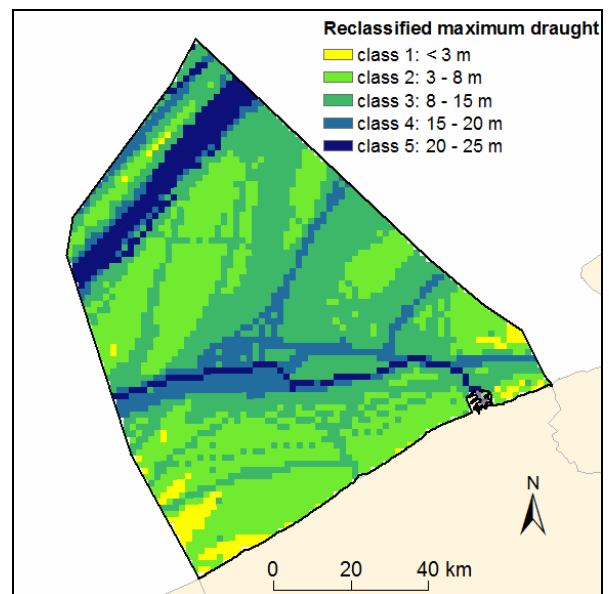 Reclassified maximum draught
class 1: < 3 m
class 2: 3 - 8 m
class 3: 8 - 15 m
class 4: 15 - 20 m
class 5: 20 - 25 m
N
0 20 40 km